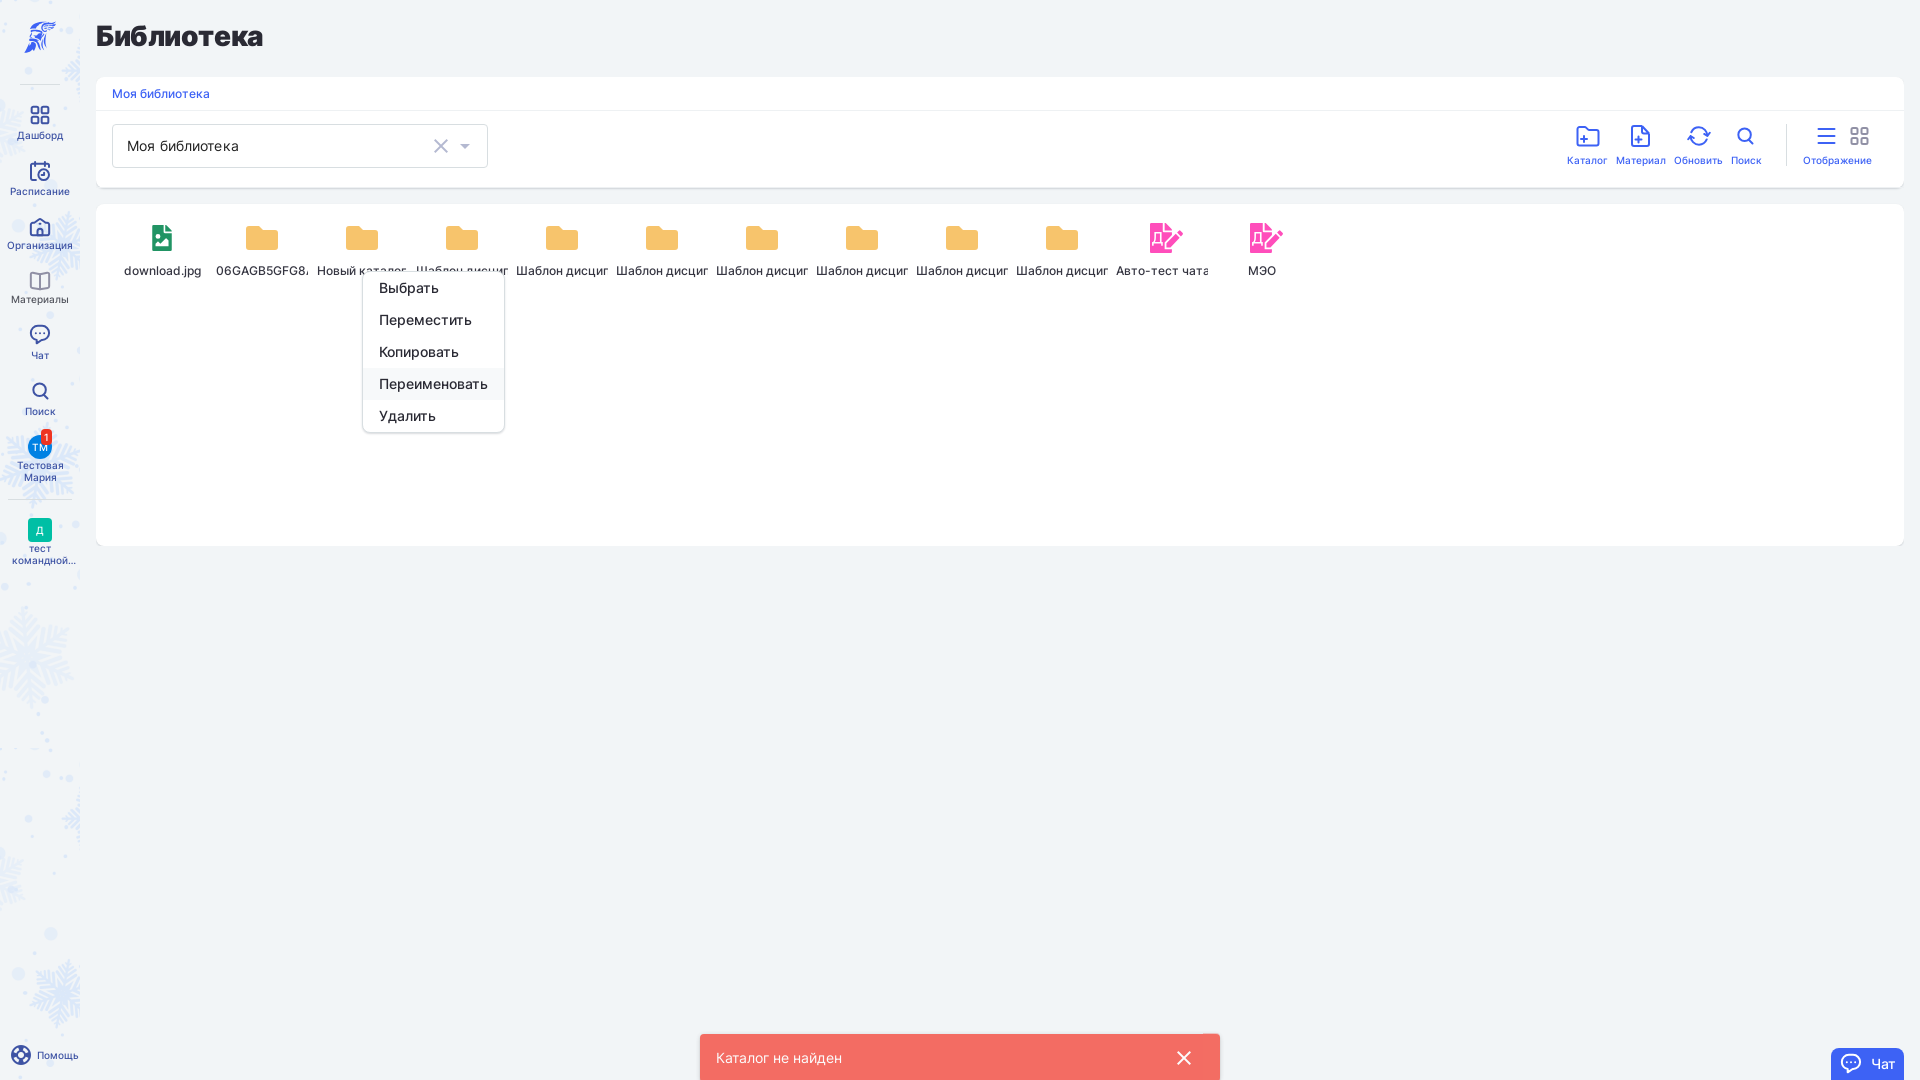 Библиотека
Моя библиотека
Моя библиотека
Каталог
Материал
Обновить
Поиск
Отображение
Дашборд
Расписание
Организация
Материалы
Чат
Поиск
1
ТМ
Тестовая
Мария
Д
тест
командной...
Помощь
download.jpg
06GAGB5GFG8
Новый каталог
Шаблон дисцип
Шаблон дисцип
Шаблон дисцип
Шаблон дисцип
Шаблон дисцип
Шаблон дисцип
Шаблон дисцип
Д
Авто-тест чата
Д
МЭО
Выбрать
Переместить
Копировать
Переименовать
Удалить
Каталог не найден
Чат